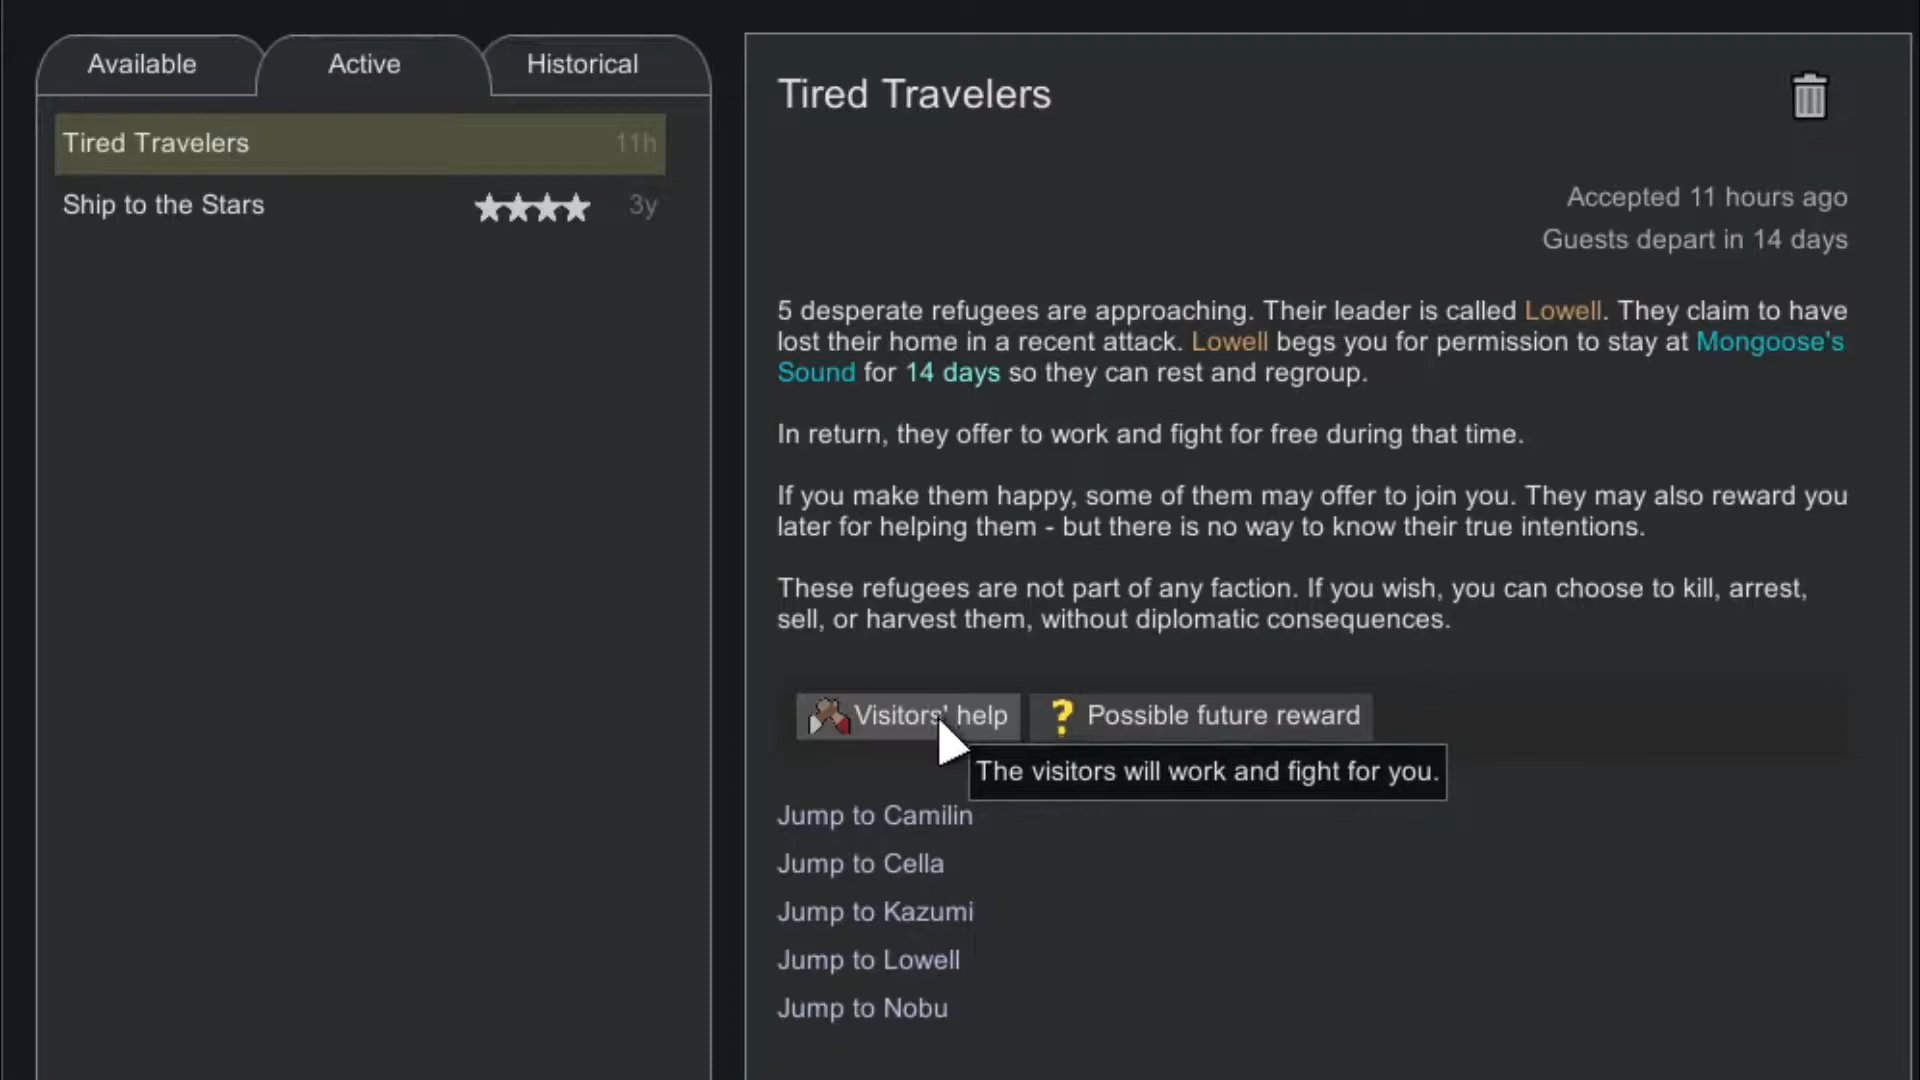 Available
Active
Historical
Tired Travelers 11h
Ship to the Stars 3y
Tired Travelers
Accepted 11 hours ago
Guests depart in 14 days
5 desperate refugees are approaching. Their leader is called Lowell. They claim to have
lost their home in a recent attack. Lowell begs you for permission to stay at Mongoose's
Sound for 14 days so they can rest and regroup.
In return, they offer to work and fight for free during that time.
If you make them happy, some of them may offer to join you. They may also reward you
later for helping them - but there is no way to know their true intentions.
These refugees are not part of any faction. If you wish, you can choose to kill, arrest,
sell, or harvest them, without diplomatic consequences.
Visitors' help
? Possible future reward
The visitors will work and fight for you.
Jump to Camilin
Jump to Cella
Jump to Kazumi
Jump to Lowell
Jump to Nobu